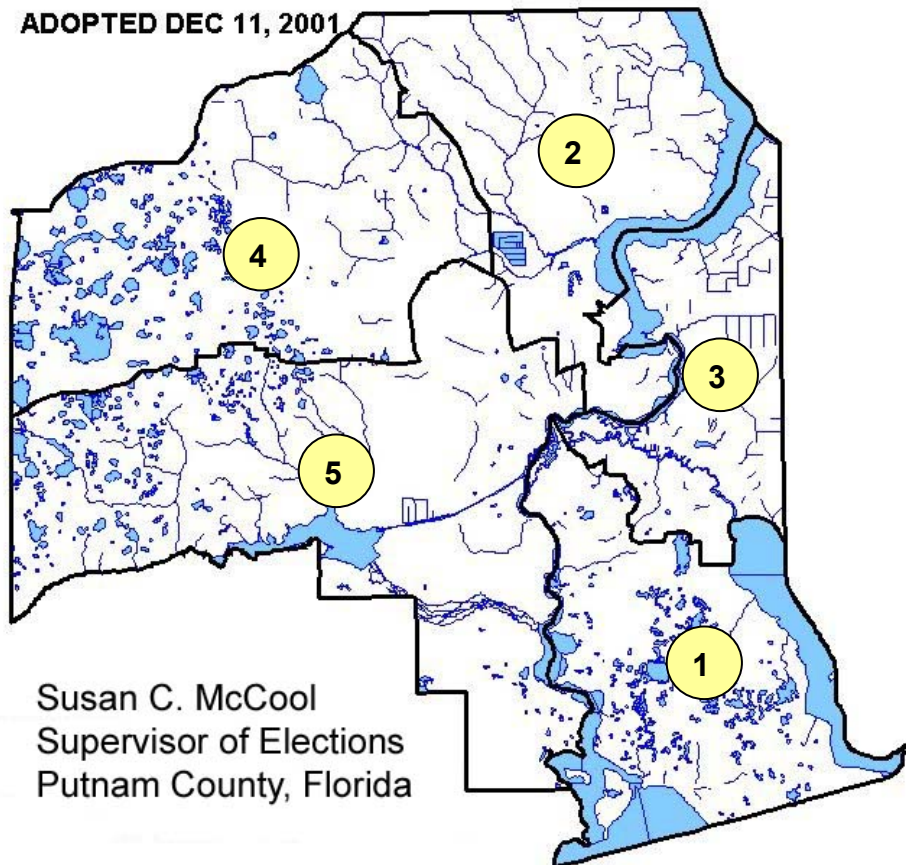 ADOPTED DEC 11, 2001
2
4
3
5
1
Susan C. McCool
Supervisor of Elections
Putnam County, Florida